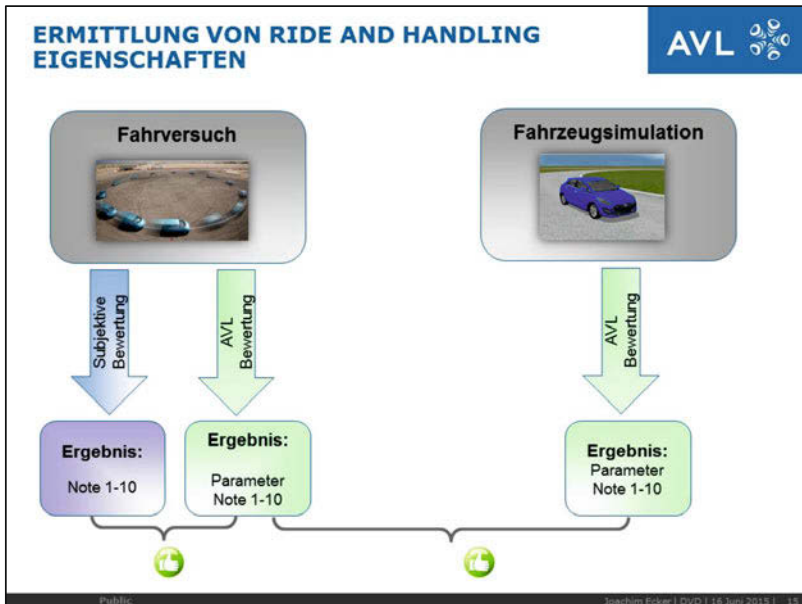 ERMITTLUNG VON RIDE AND HANDLING
EIGENSCHAFTEN
AVL
Fahrversuch
Fahrzeugsimulation
Subjektive
Bewertung
AVL
Bewertung
AVL
Bewertung
Ergebnis:
Note 1-10
Ergebnis:
Parameter
Note 1-10
Ergebnis:
Parameter
Note 1-10
Public
Joachim Ecker | DVD | 16 Juni 2015 | 15